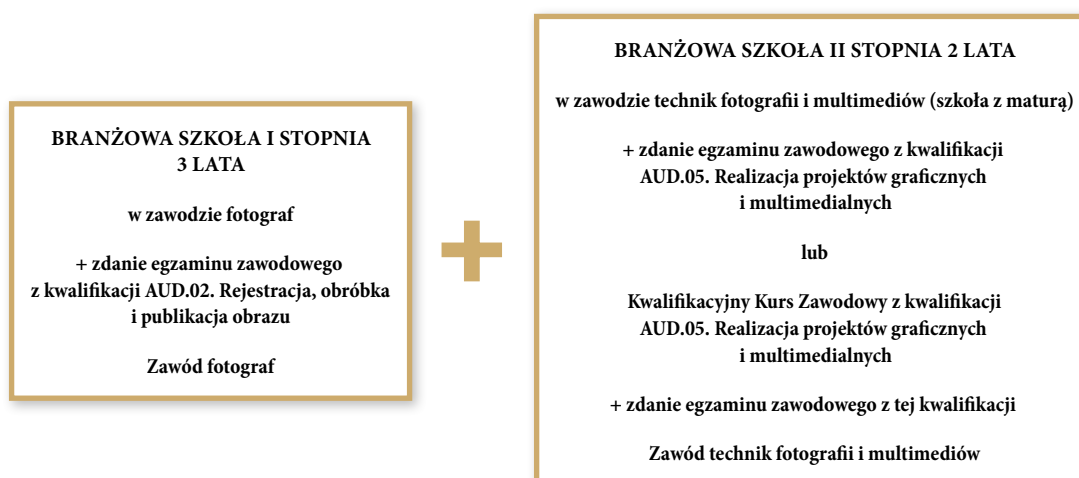 BRANŻOWA SZKOŁA I STOPNIA
3 LATA
w zawodzie fotograf
+ zdanie egzaminu zawodowego
z kwalifikacji AUD.02. Rejestracja, obróbka
i publikacja obrazu
Zawód fotograf
+
BRANŻOWA SZKOŁA II STOPNIA 2 LATA
w zawodzie technik fotografii i multimediów (szkoła z maturą)
+ zdanie egzaminu zawodowego z kwalifikacji
AUD.05. Realizacja projektów graficznych
i multimedialnych
lub
Kwalifikacyjny Kurs Zawodowy z kwalifikacji
AUD.05. Realizacja projektów graficznych
i multimedialnych
+ zdanie egzaminu zawodowego z tej kwalifikacji
Zawód technik fotografii i multimediów